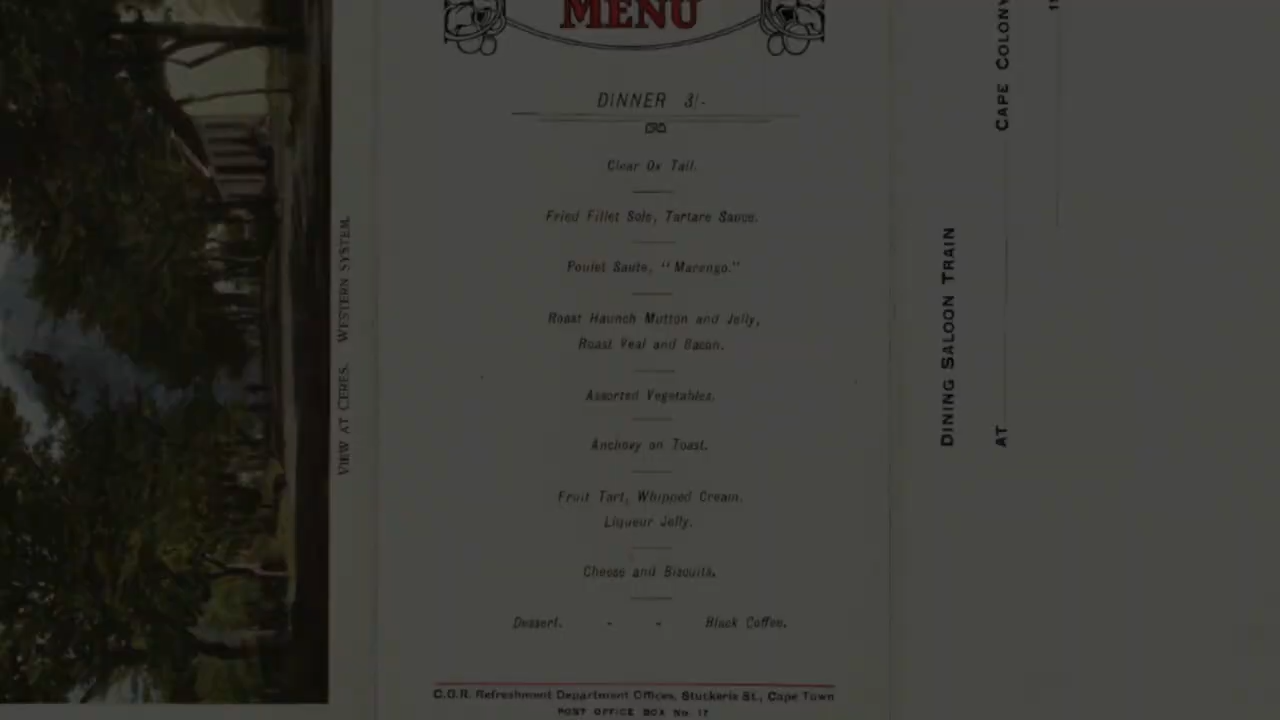 MENU
DINNER 3/-
Clear Ox Tail.
Fried Fillet Sole, Tartare Sauce.
Poulet Saute, "Marengo."
Roast Haunch Mutton and Jelly,
Roast Veal and Bacon.
Assorted Vegetables.
Anchovy on Toast.
Fruit Tart, Whipped Cream.
Liqueur Jelly.
Cheese and Biscuits.
Dessert. - - Black Coffee.
C.G.R. Refreshment Department Offices, Stuckeris St., Cape Town
POST OFFICE BOX No. 17
VIEW AT CERES. WESTERN SYSTEM.
DINING SALOON TRAIN
AT CAPE COLONY